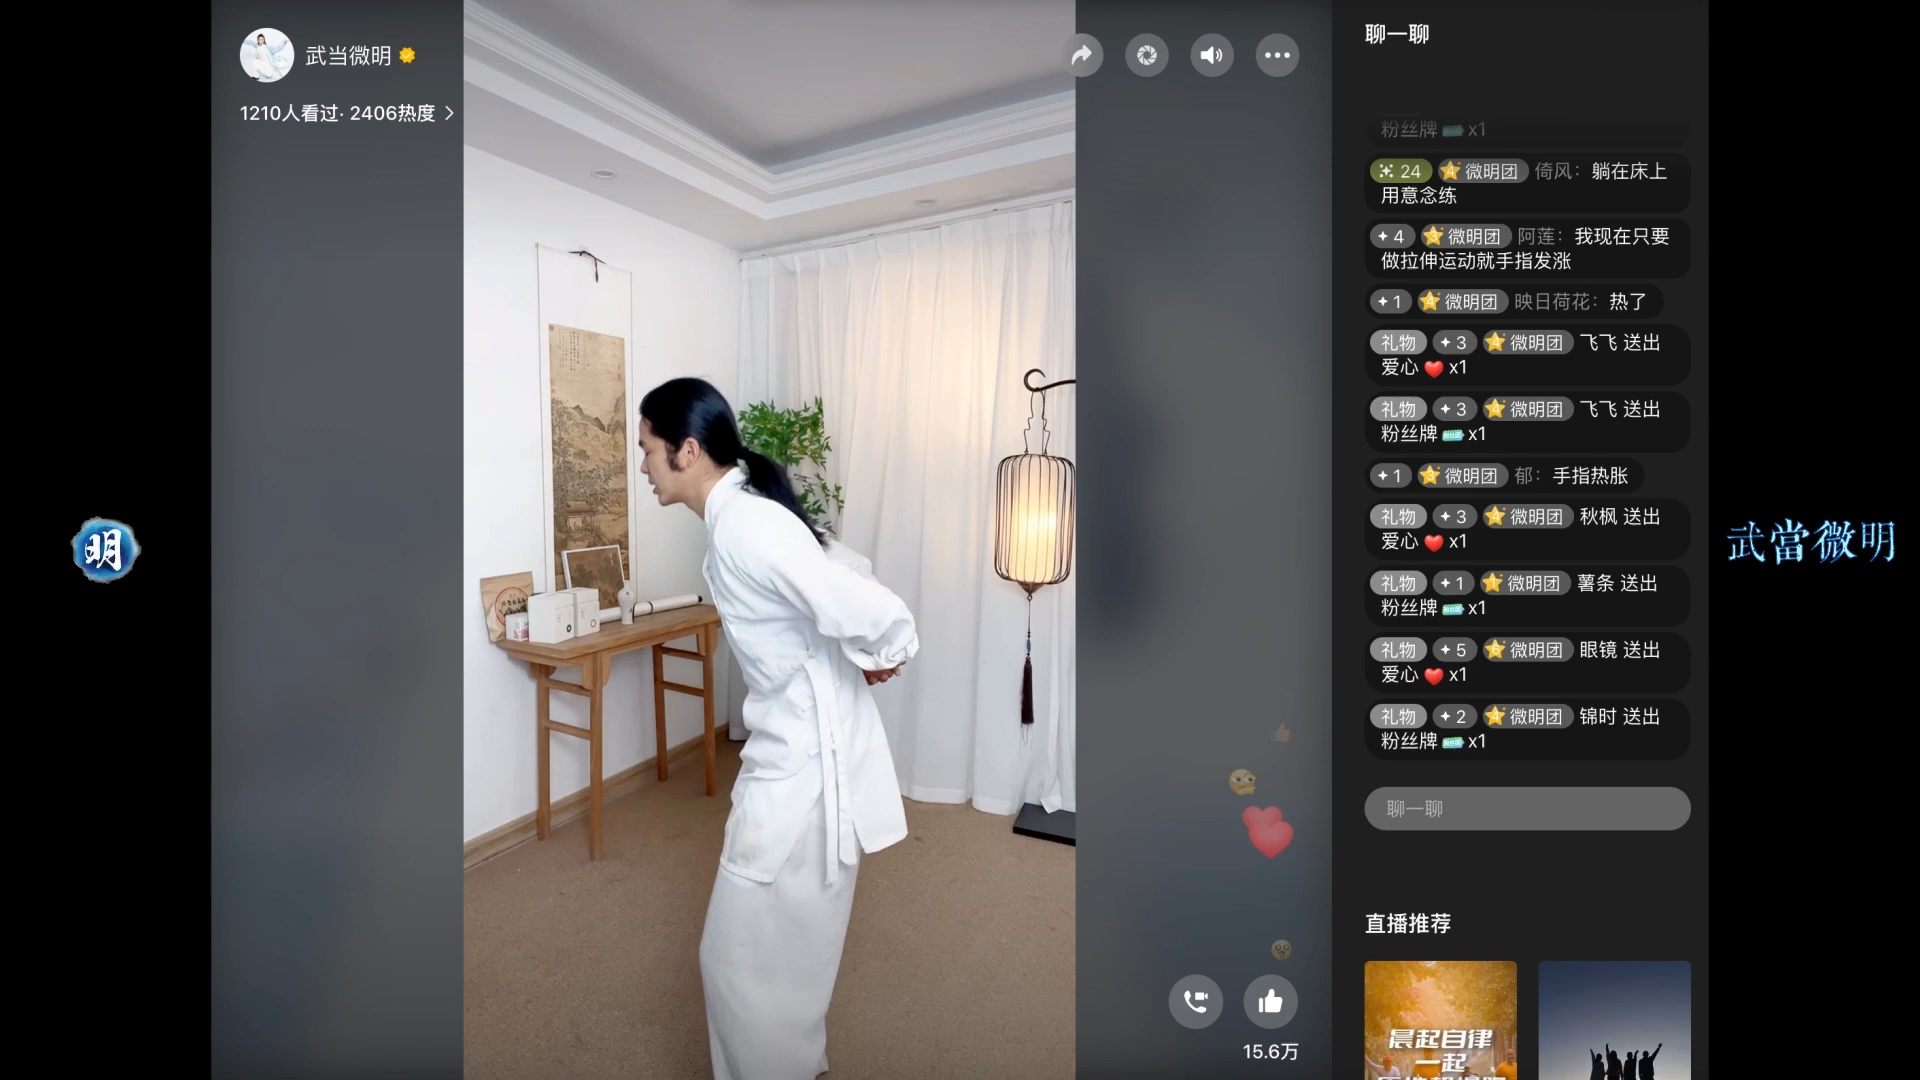 武当微明
1210人看过· 2406热度
聊一聊
粉丝牌 x1
24 微明团 倚风：躺在床上
用意念练
4 微明团 阿莲：我现在只要
做拉伸运动就手指发涨
1 微明团 映日荷花：热了
礼物 3 微明团 飞飞 送出
爱心 x1
礼物 3 微明团 飞飞 送出
粉丝牌 x1
1 微明团 郁：手指热胀
礼物 3 微明团 秋枫 送出
爱心 x1
礼物 1 微明团 薯条 送出
粉丝牌 x1
礼物 5 微明团 眼镜 送出
爱心 x1
礼物 2 微明团 锦时 送出
粉丝牌 x1
聊一聊
直播推荐
晨起自律
一起
15.6万
明
武當微明